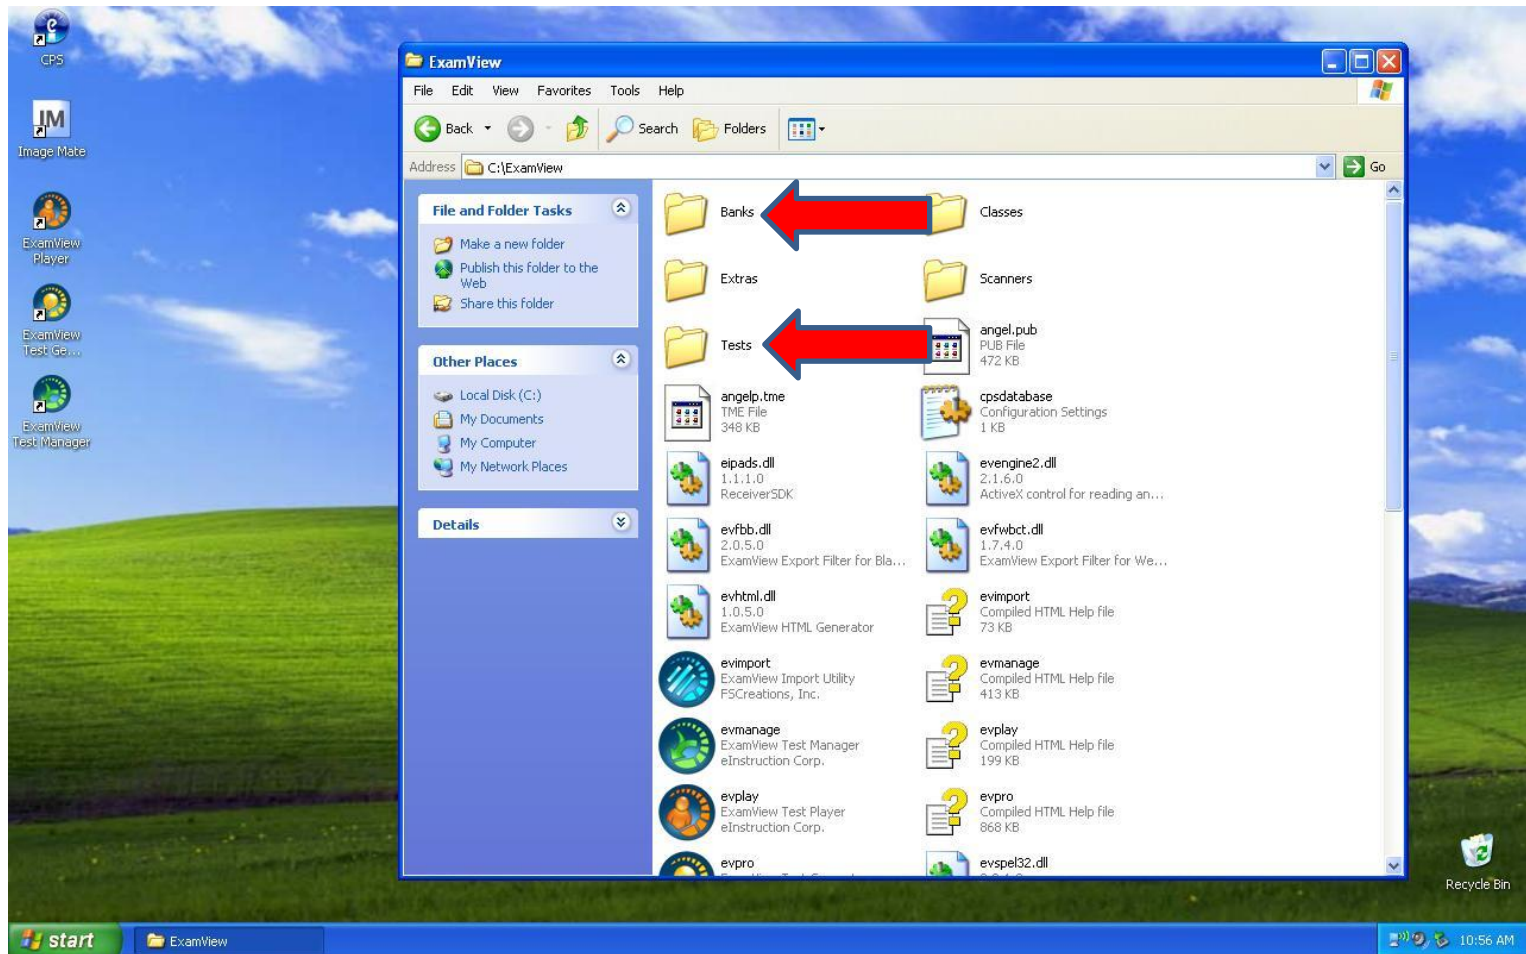 CPS
Image Mate
ExamView
Player
ExamView
Test Ge...
ExamView
Test Manager
ExamView
File Edit View Favorites Tools Help
Back Search Folders
Address C:\ExamView Go
File and Folder Tasks
Make a new folder
Publish this folder to the
Web
Share this folder
Other Places
Local Disk (C:)
My Documents
My Computer
My Network Places
Details
Banks
Classes
Extras
Scanners
Tests
angel.pub
PUB File
472 KB
angelp.tme
TME File
348 KB
cpsdatabase
Configuration Settings
1 KB
eipads.dll
1.1.1.0
ReceiverSDK
evengine2.dll
2.1.6.0
ActiveX control for reading an...
evfbb.dll
2.0.5.0
ExamView Export Filter for Bla...
evfwbct.dll
1.7.4.0
ExamView Export Filter for We...
evhtml.dll
1.0.5.0
ExamView HTML Generator
evimport
Compiled HTML Help file
73 KB
evimport
ExamView Import Utility
FSCreations, Inc.
evmanage
Compiled HTML Help file
413 KB
evmanage
ExamView Test Manager
eInstruction Corp.
evplay
Compiled HTML Help file
199 KB
evplay
ExamView Test Player
eInstruction Corp.
evpro
Compiled HTML Help file
868 KB
evpro
evspel32.dll
Recycle Bin
start
ExamView
10:56 AM